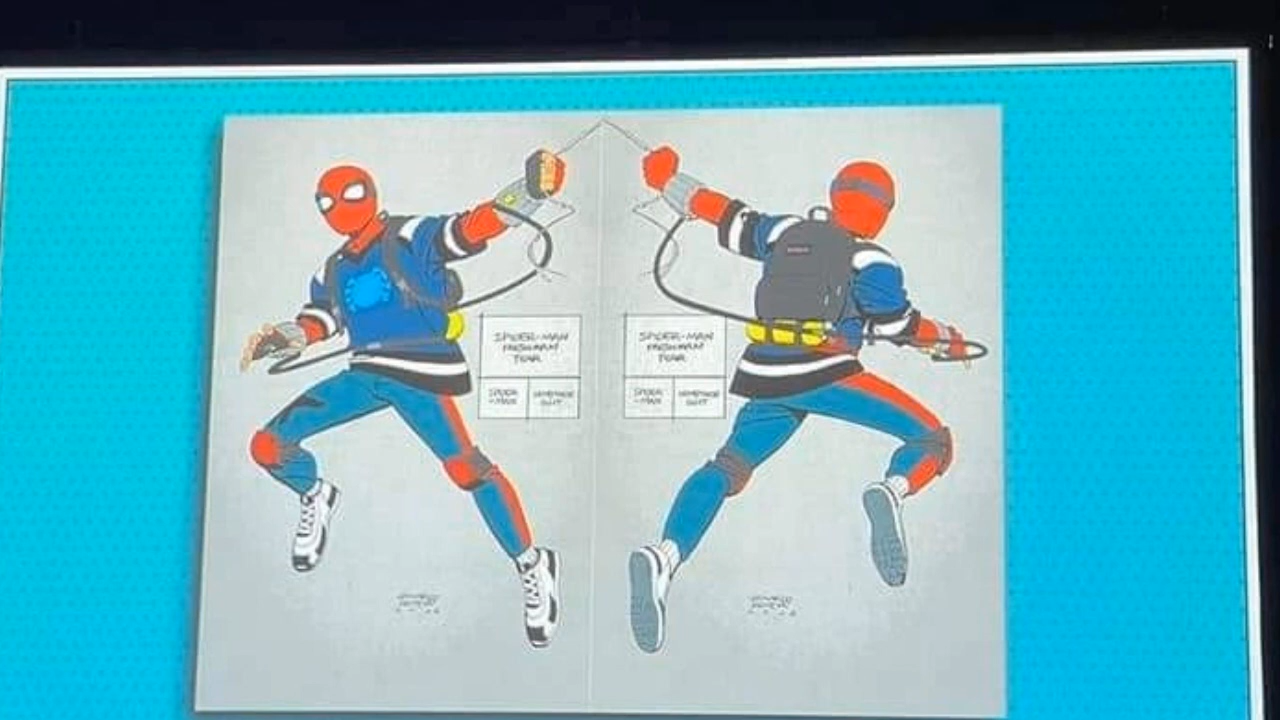 SPIDER-MAN
FRESHMAN
YEAR
SPIDER
-MAN
HOMEMADE
SUIT
SPIDER-MAN
FRESHMAN
YEAR
SPIDER
-MAN
HOMEMADE
SUIT